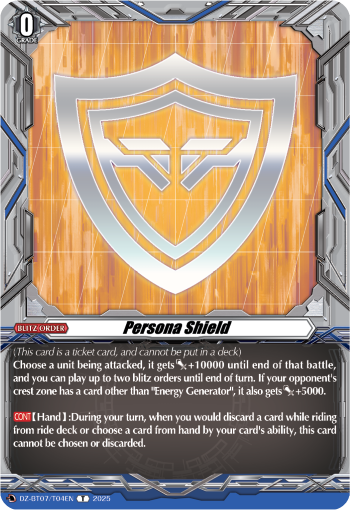 0
GRADE
BLITZ ORDER
Persona Shield
(This card is a ticket card, and cannot be put in a deck)
Choose a unit being attacked, it gets +10000 until end of that battle,
and you can play up to two blitz orders until end of turn. If your opponent's
crest zone has a card other than "Energy Generator", it also gets +5000.
CONT【Hand】:During your turn, when you would discard a card while riding
from ride deck or choose a card from hand by your card's ability, this card
cannot be chosen or discarded.
DZ-BT07/T04EN 2025